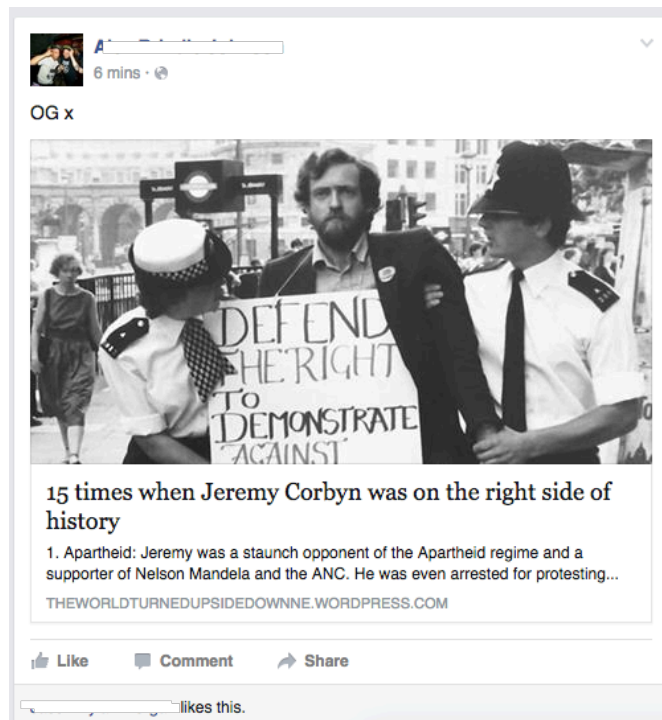 6 mins ·
OG x
DEFEND
THE RIGHT
TO
DEMONSTRATE
AGAINST
15 times when Jeremy Corbyn was on the right side of
history
1. Apartheid: Jeremy was a staunch opponent of the Apartheid regime and a
supporter of Nelson Mandela and the ANC. He was even arrested for protesting...
THEWORLDTURNEDUPSIDEDOWNNE.WORDPRESS.COM
Like Comment Share
likes this.